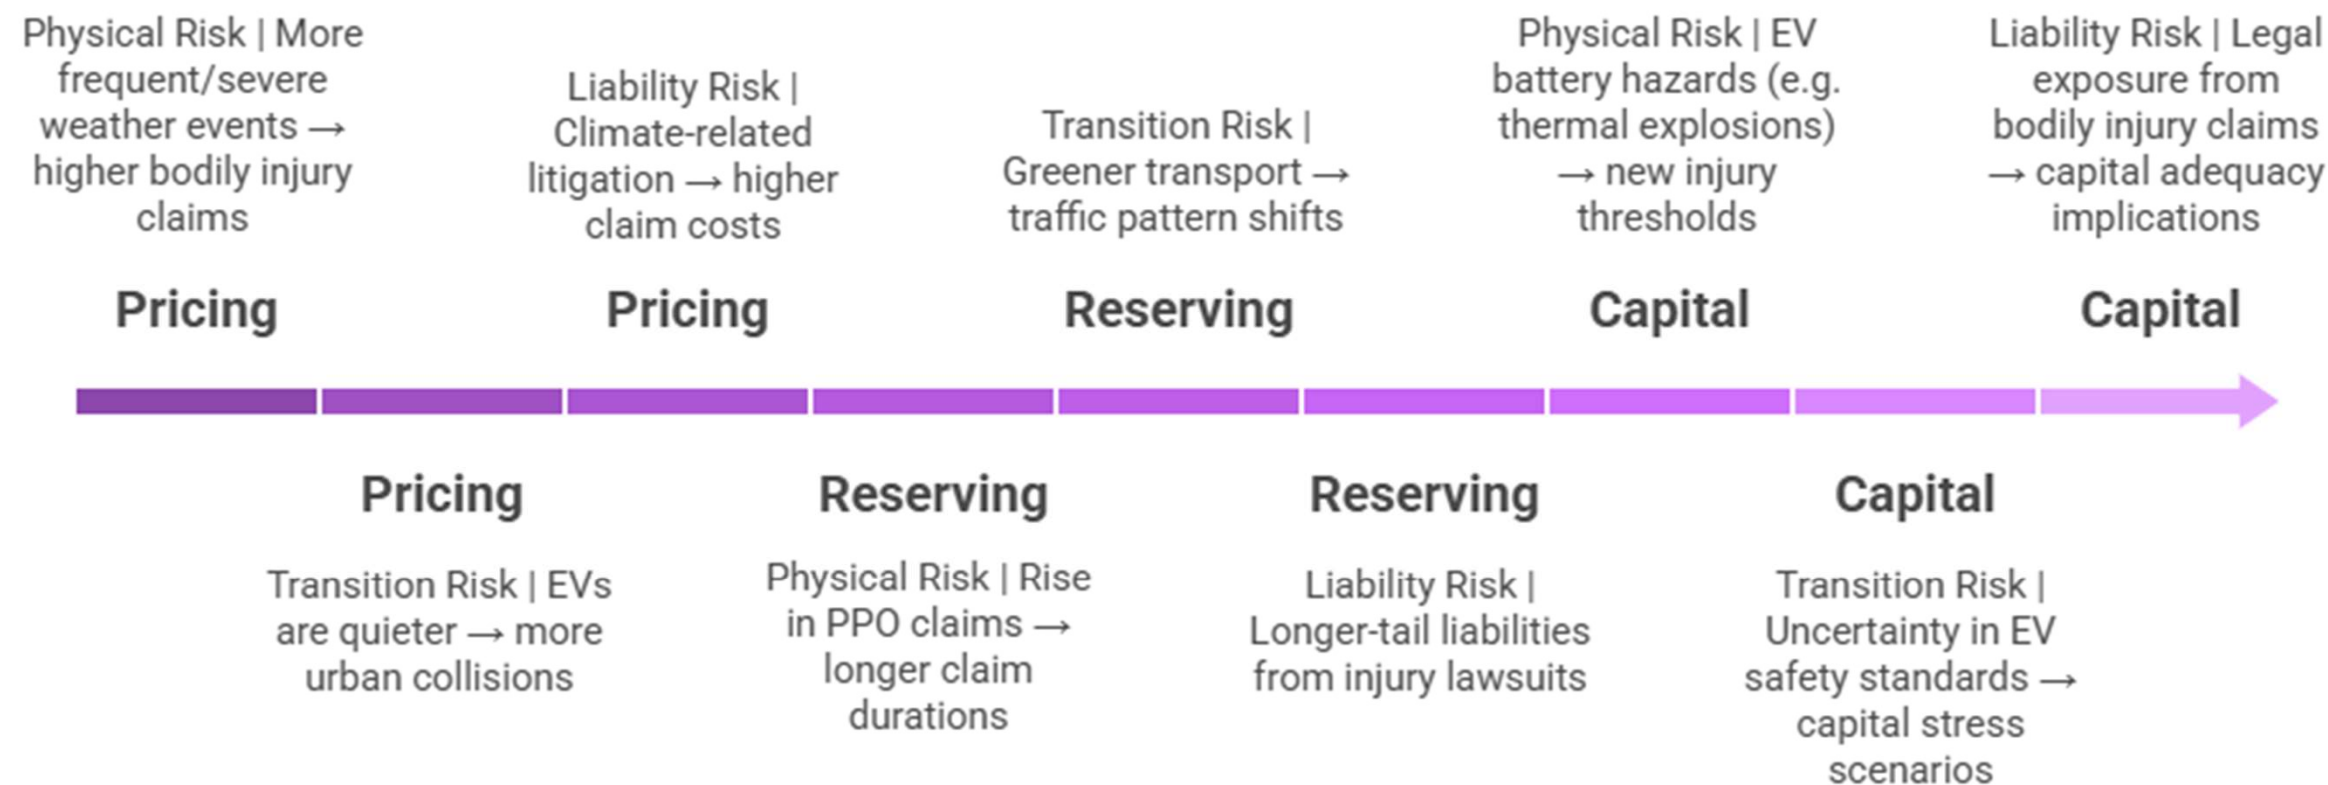 Physical Risk | More
frequent/severe
weather events →
higher bodily injury
claims
Pricing
Pricing
Transition Risk | EVs
are quieter → more
urban collisions
Liability Risk |
Climate-related
litigation → higher
claim costs
Pricing
Reserving
Physical Risk | Rise
in PPO claims →
longer claim
durations
Transition Risk |
Greener transport →
traffic pattern shifts
Reserving
Reserving
Liability Risk |
Longer-tail liabilities
from injury lawsuits
Physical Risk | EV
battery hazards (e.g.
thermal explosions)
→ new injury
thresholds
Capital
Capital
Transition Risk |
Uncertainty in EV
safety standards →
capital stress
scenarios
Liability Risk | Legal
exposure from
bodily injury claims
→ capital adequacy
implications
Capital